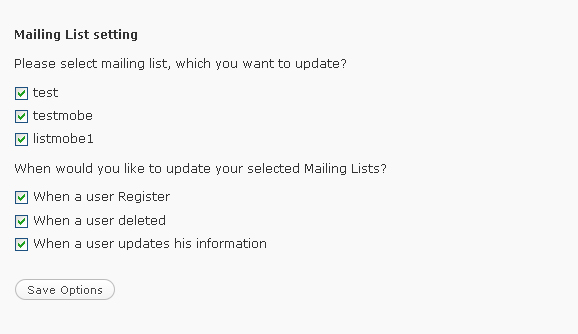 Mailing List setting
Please select mailing list, which you want to update?
test
testmobe
listmobe1
When would you like to update your selected Mailing Lists?
When a user Register
When a user deleted
When a user updates his information
Save Options